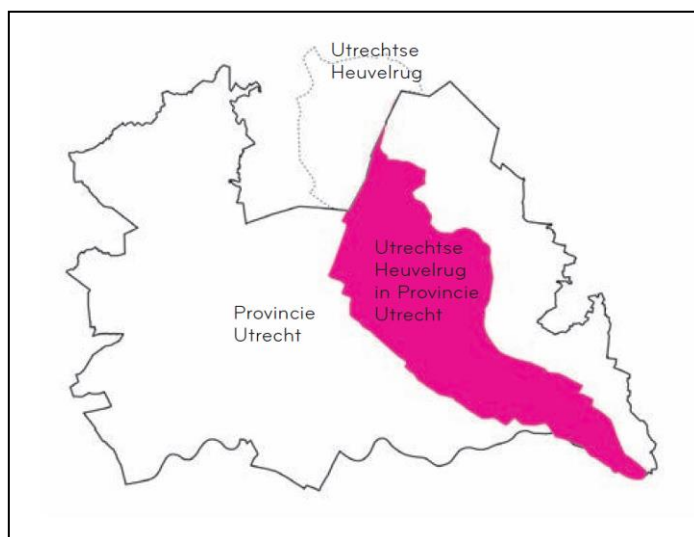 Utrechtse
Heuvelrug
Utrechtse
Heuvelrug
in Provincie
Utrecht
Provincie
Utrecht